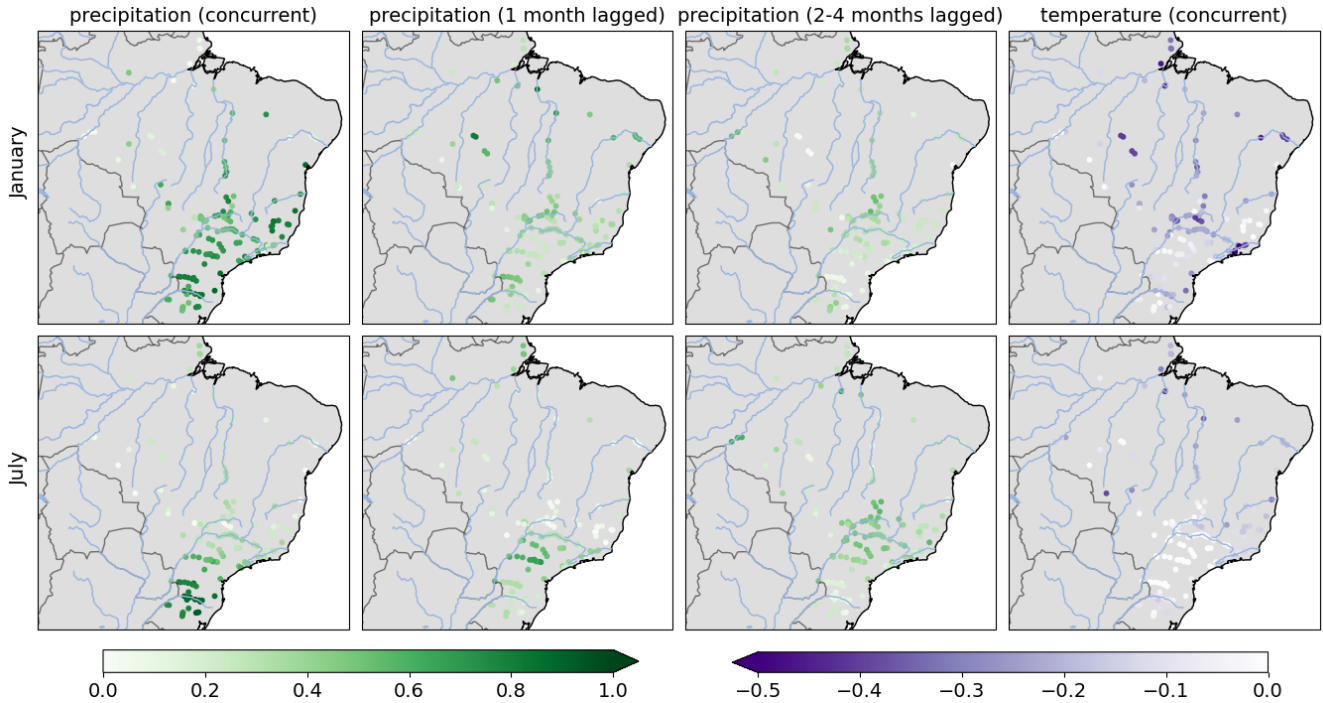 precipitation (concurrent)
precipitation (1 month lagged)
precipitation (2-4 months lagged)
temperature (concurrent)
January
July
0.0 0.2 0.4 0.6 0.8 1.0
−0.5 −0.4 −0.3 −0.2 −0.1 0.0